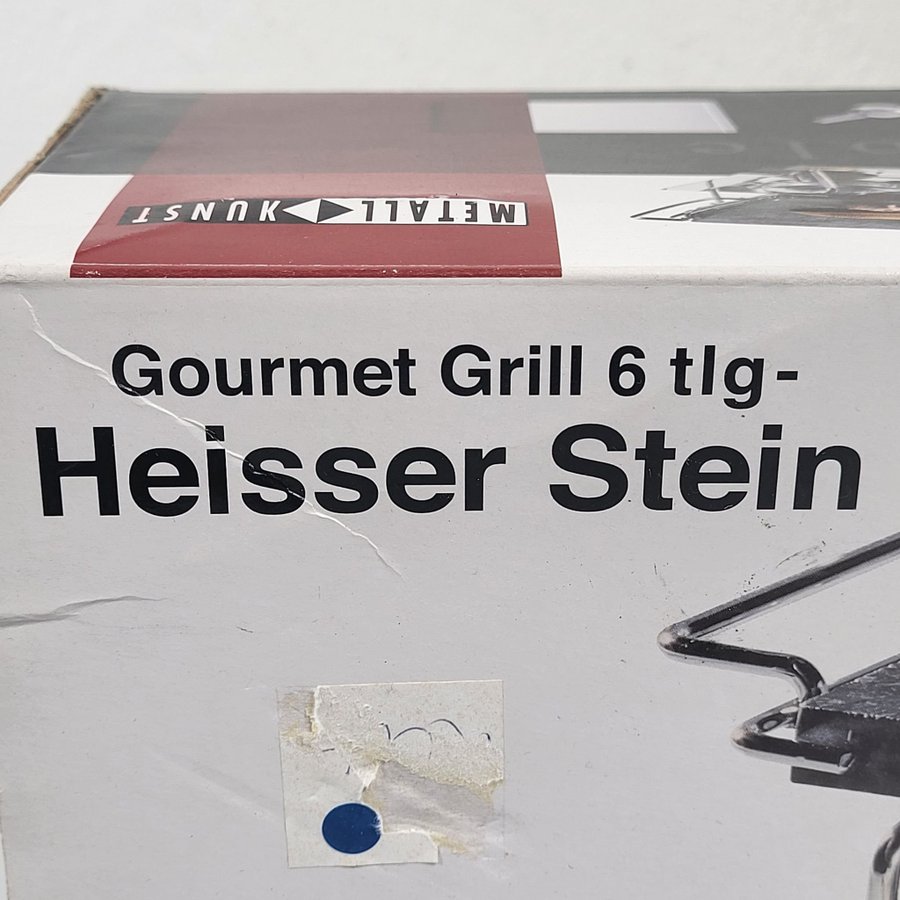 METALL KUNST
Gourmet Grill 6 tlg-
Heisser Stein